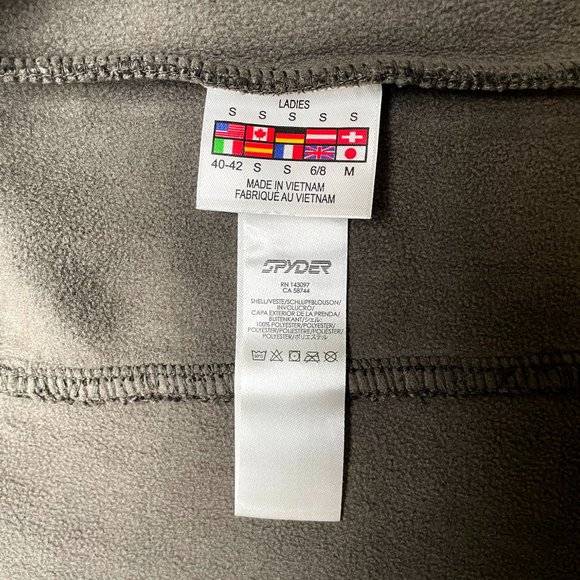 LADIES
S S S S S
40-42 S S 6/8 M
MADE IN VIETNAM
FABRIQUÉ AU VIETNAM
SPYDER
RN 143097
CA 58744
SHELL/VESTE/SCHLUPFBLOUSON/
INVOLUCRO/
CAPA EXTERIOR DE LA PRENDA/
BUITENKANT/シェル:
100% POLYESTER/POLYESTER/
POLYESTER/POLIESTERE/POLIÉSTER/
POLYESTER/ポリエステル